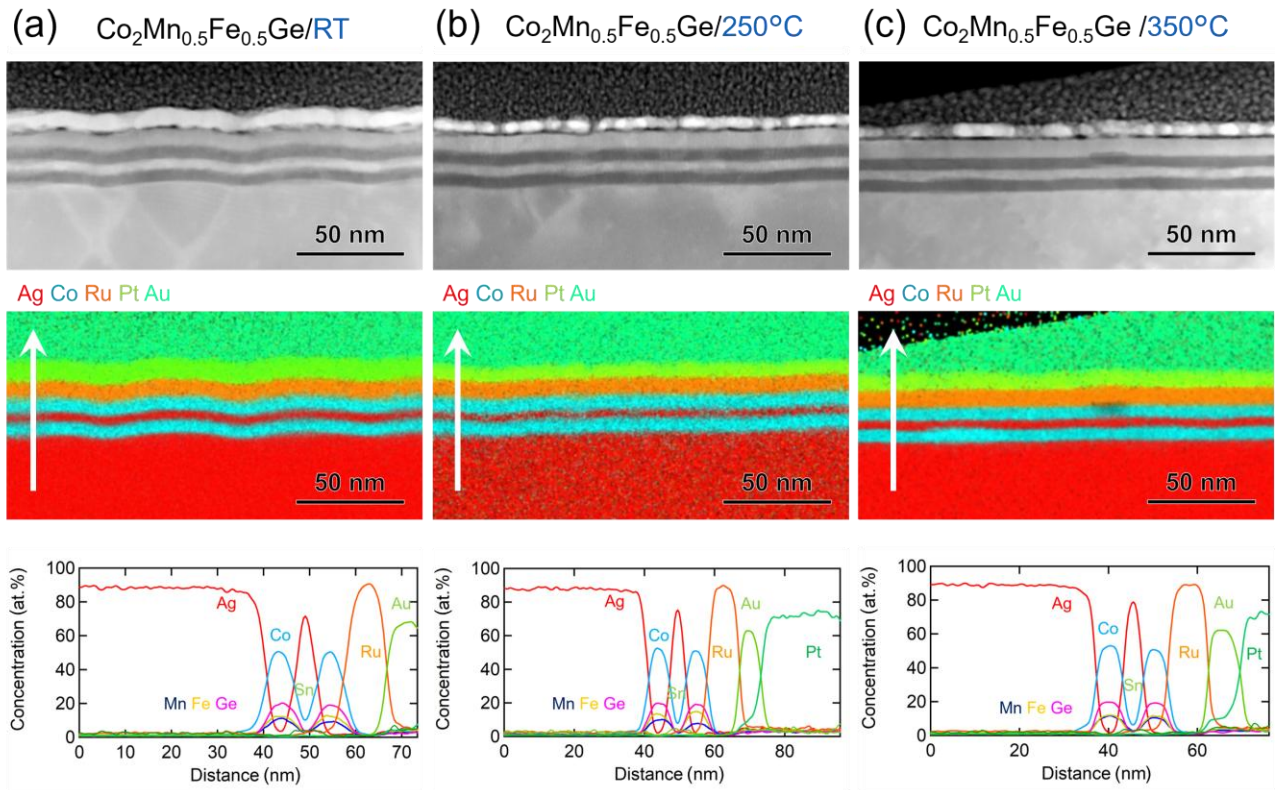 (a) Co₂Mn₀.₅Fe₀.₅Ge/RT
(b) Co₂Mn₀.₅Fe₀.₅Ge/250°C
(c) Co₂Mn₀.₅Fe₀.₅Ge /350°C
50 nm
50 nm
50 nm
Ag Co Ru Pt Au
Ag Co Ru Pt Au
Ag Co Ru Pt Au
50 nm
50 nm
50 nm
Concentration (at.%)
100
80
60
40
20
0
Ag
Co
Sn
Ru
Au
Mn Fe Ge
0 10 20 30 40 50 60 70
Distance (nm)
Concentration (at.%)
100
80
60
40
20
0
Ag
Co
Sn
Ru
Au
Pt
Mn Fe Ge
0 20 40 60 80
Distance (nm)
Concentration (at.%)
100
80
60
40
20
0
Ag
Co
Sn
Ru
Au
Pt
Mn Fe Ge
0 20 40 60
Distance (nm)